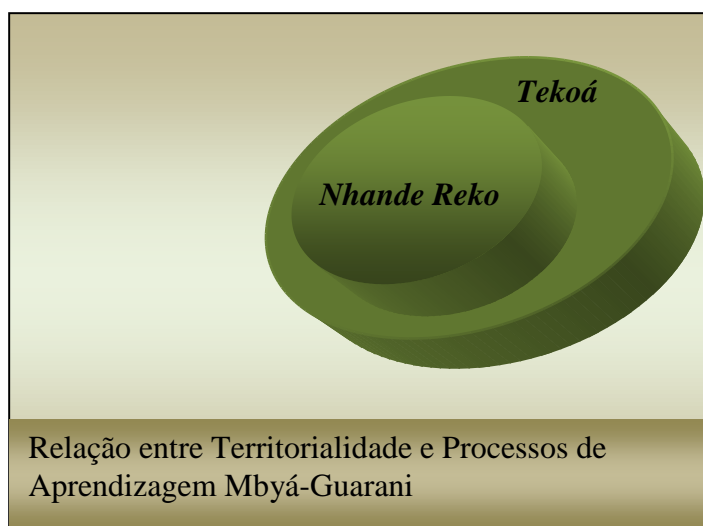 Tekoá
Nhande Reko
Relação entre Territorialidade e Processos de
Aprendizagem Mbyá-Guarani